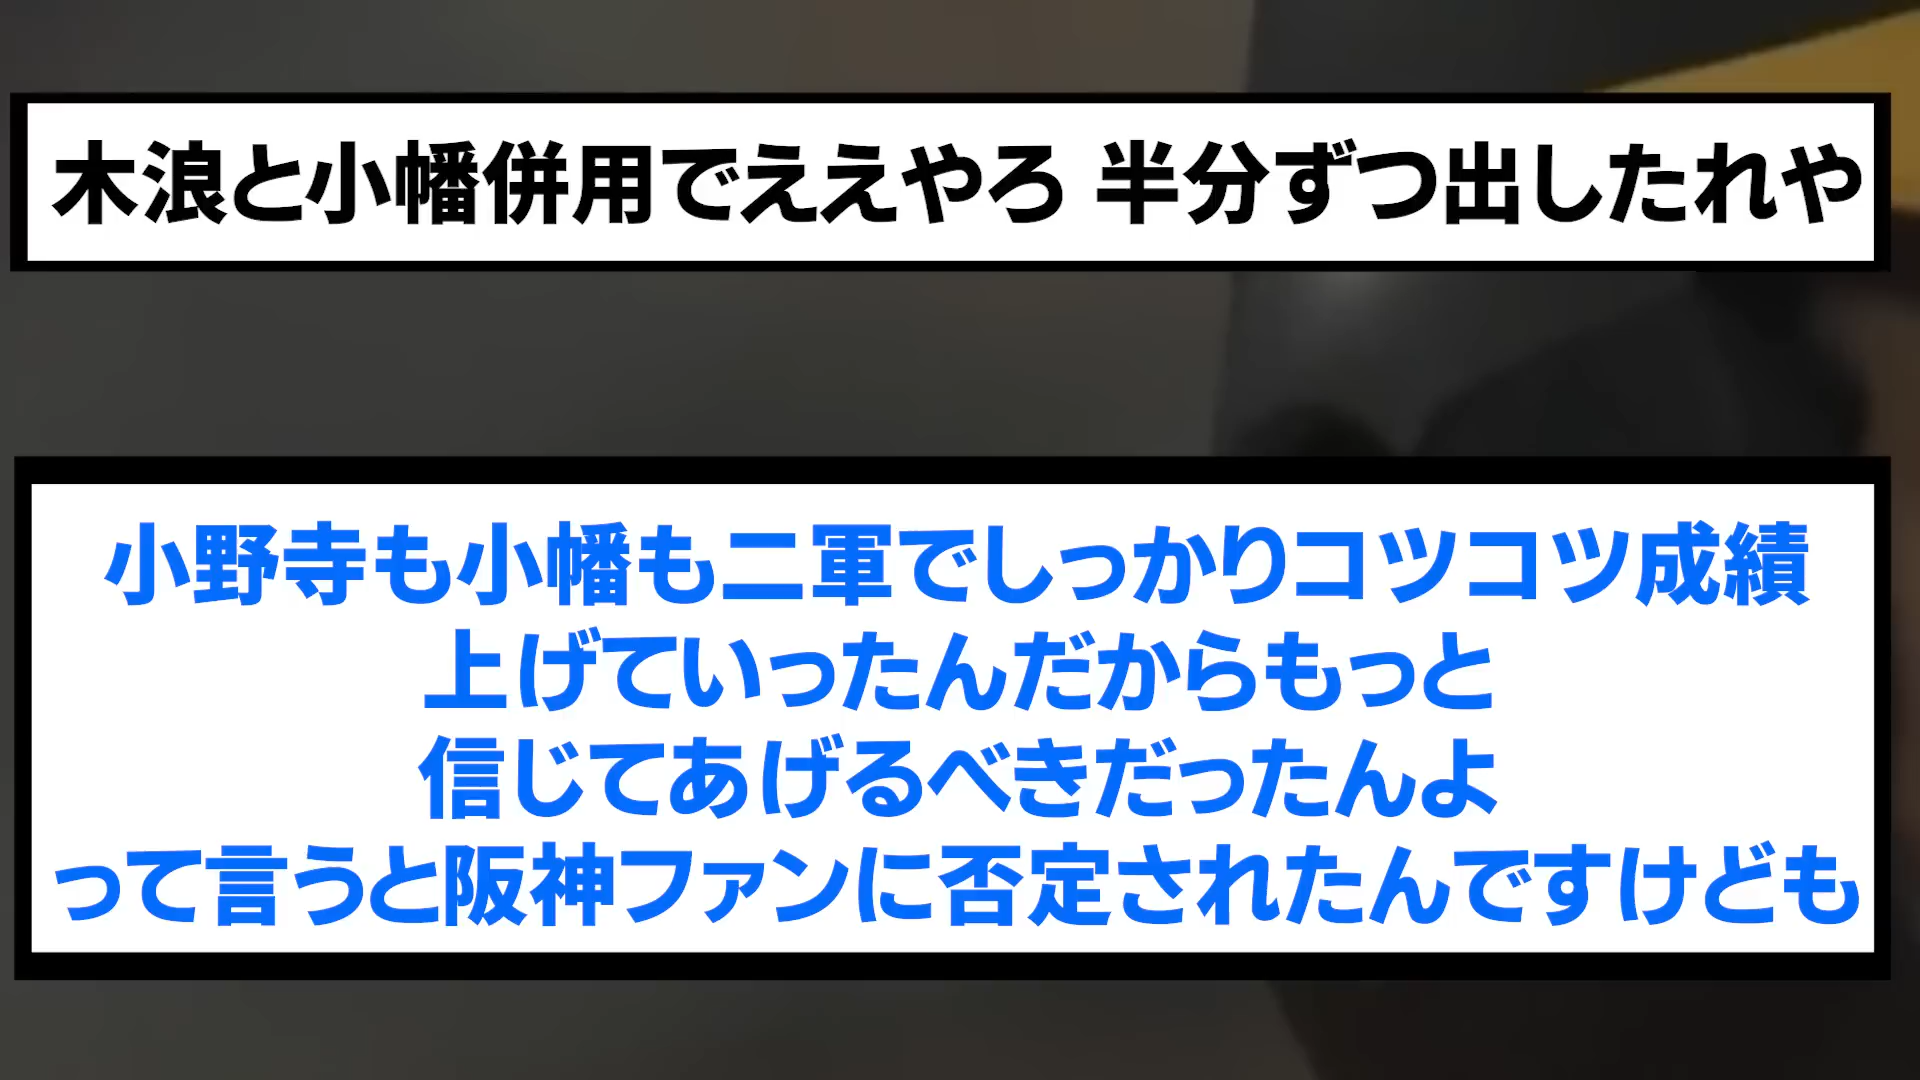 木浪と小幡併用でええやろ 半分ずつ出したれや
小野寺も小幡も二軍でしっかりコツコツ成績
上げていったんだからもっと
信じてあげるべきだったんよ
って言うと阪神ファンに否定されたんですけども